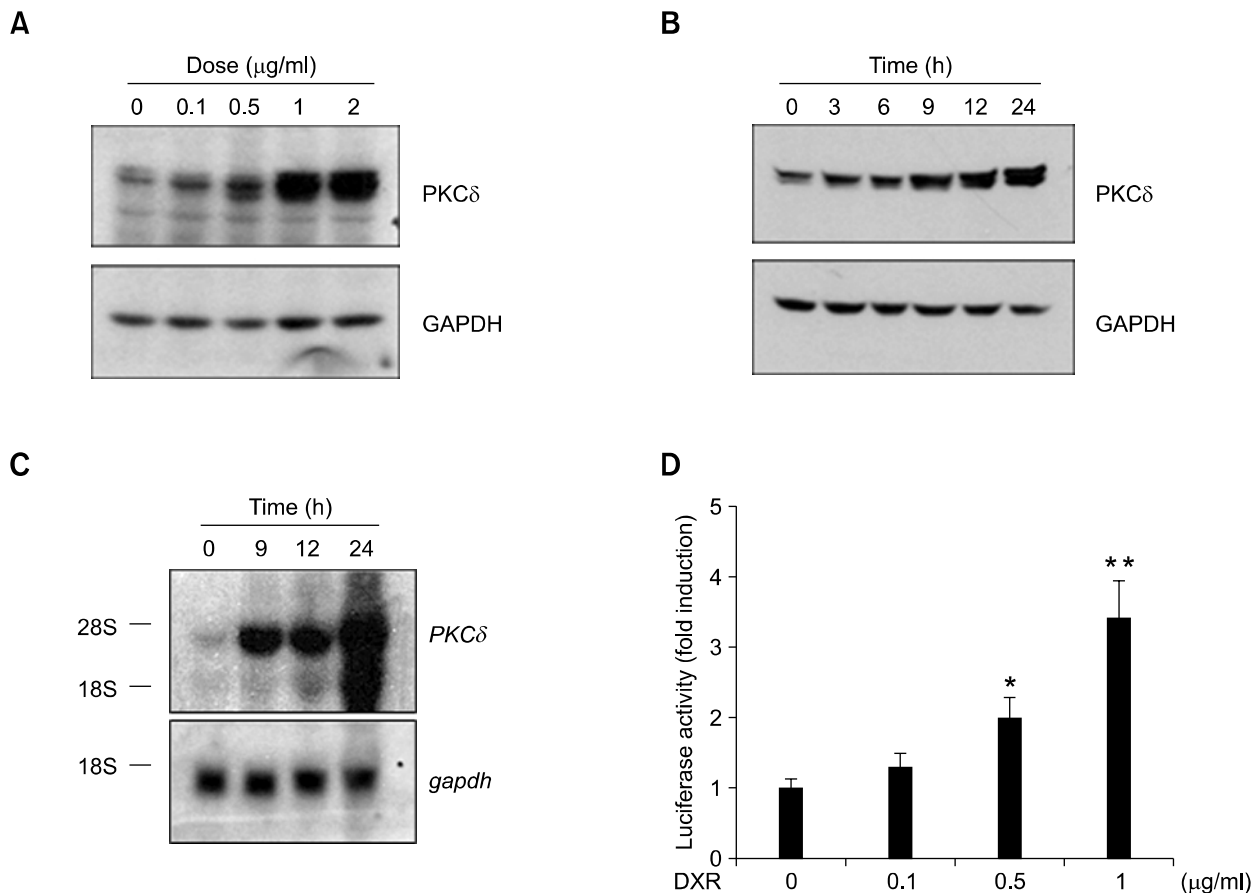 A
Dose (μg/ml)
0 0.1 0.5 1 2
PKCδ
GAPDH
B
Time (h)
0 3 6 9 12 24
PKCδ
GAPDH
C
Time (h)
0 9 12 24
28S
PKCδ
18S
18S
gapdh
D
Luciferase activity (fold induction)
5
4
3
2
1
0
*
**
DXR 0 0.1 0.5 1 (μg/ml)